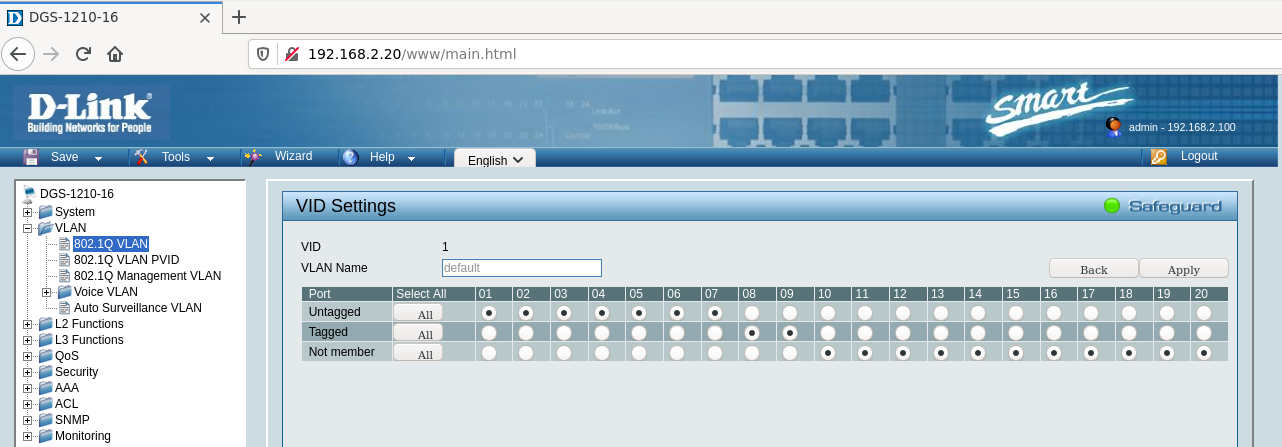 DGS-1210-16
192.168.2.20/www/main.html
D-Link®
Building Networks for People
smart
admin - 192.168.2.100
Save Tools Wizard Help English Logout
DGS-1210-16
System
VLAN
802.1Q VLAN
802.1Q VLAN PVID
802.1Q Management VLAN
Voice VLAN
Auto Surveillance VLAN
L2 Functions
L3 Functions
QoS
Security
AAA
ACL
SNMP
Monitoring
VID Settings Safeguard
VID 1
VLAN Name default
Back Apply
Port Select All 01 02 03 04 05 06 07 08 09 10 11 12 13 14 15 16 17 18 19 20
Untagged All
Tagged All
Not member All